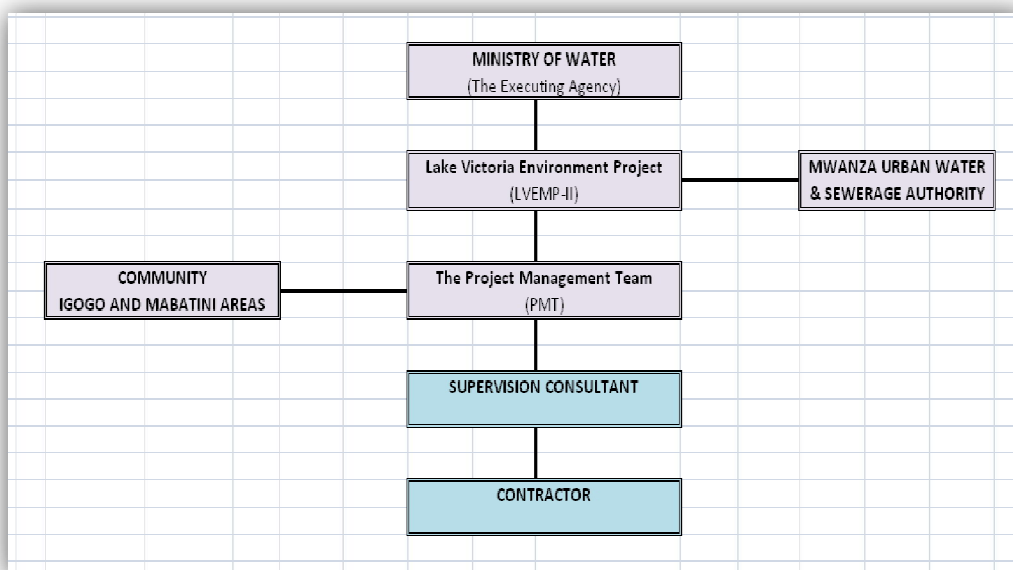 MINISTRY OF WATER
(The Executing Agency)
Lake Victoria Environment Project
(LVEMP-II)
MWANZA URBAN WATER
& SEWERAGE AUTHORITY
COMMUNITY
IGOGO AND MABATINI AREAS
The Project Management Team
(PMT)
SUPERVISION CONSULTANT
CONTRACTOR